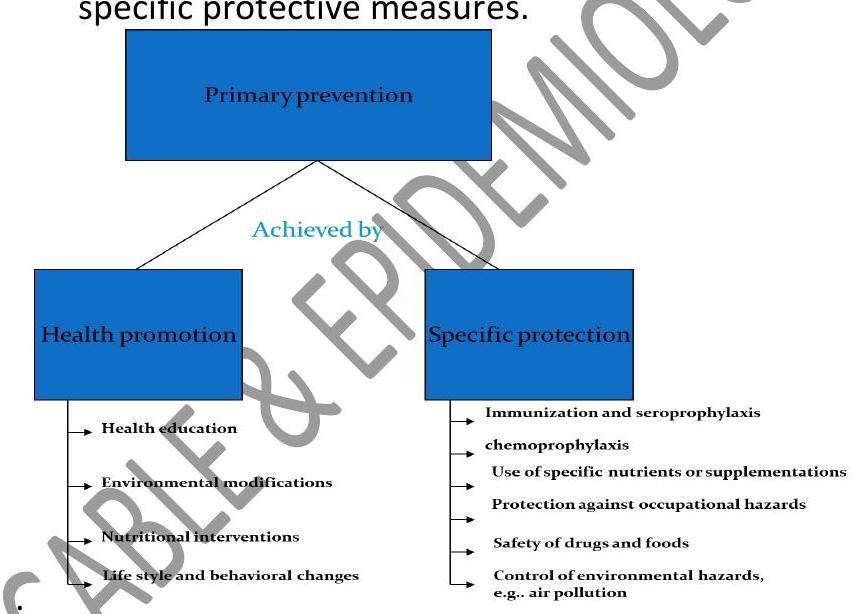 specific protective measures.
Primary prevention
Achieved by
Health promotion
Specific protection
Health education
Environmental modifications
Nutritional interventions
Life style and behavioral changes
Immunization and seroprophylaxis
chemoprophylaxis
Use of specific nutrients or supplementations
Protection against occupational hazards
Safety of drugs and foods
Control of environmental hazards,
e.g.. air pollution
CABLE & EPIDEMIOL
.